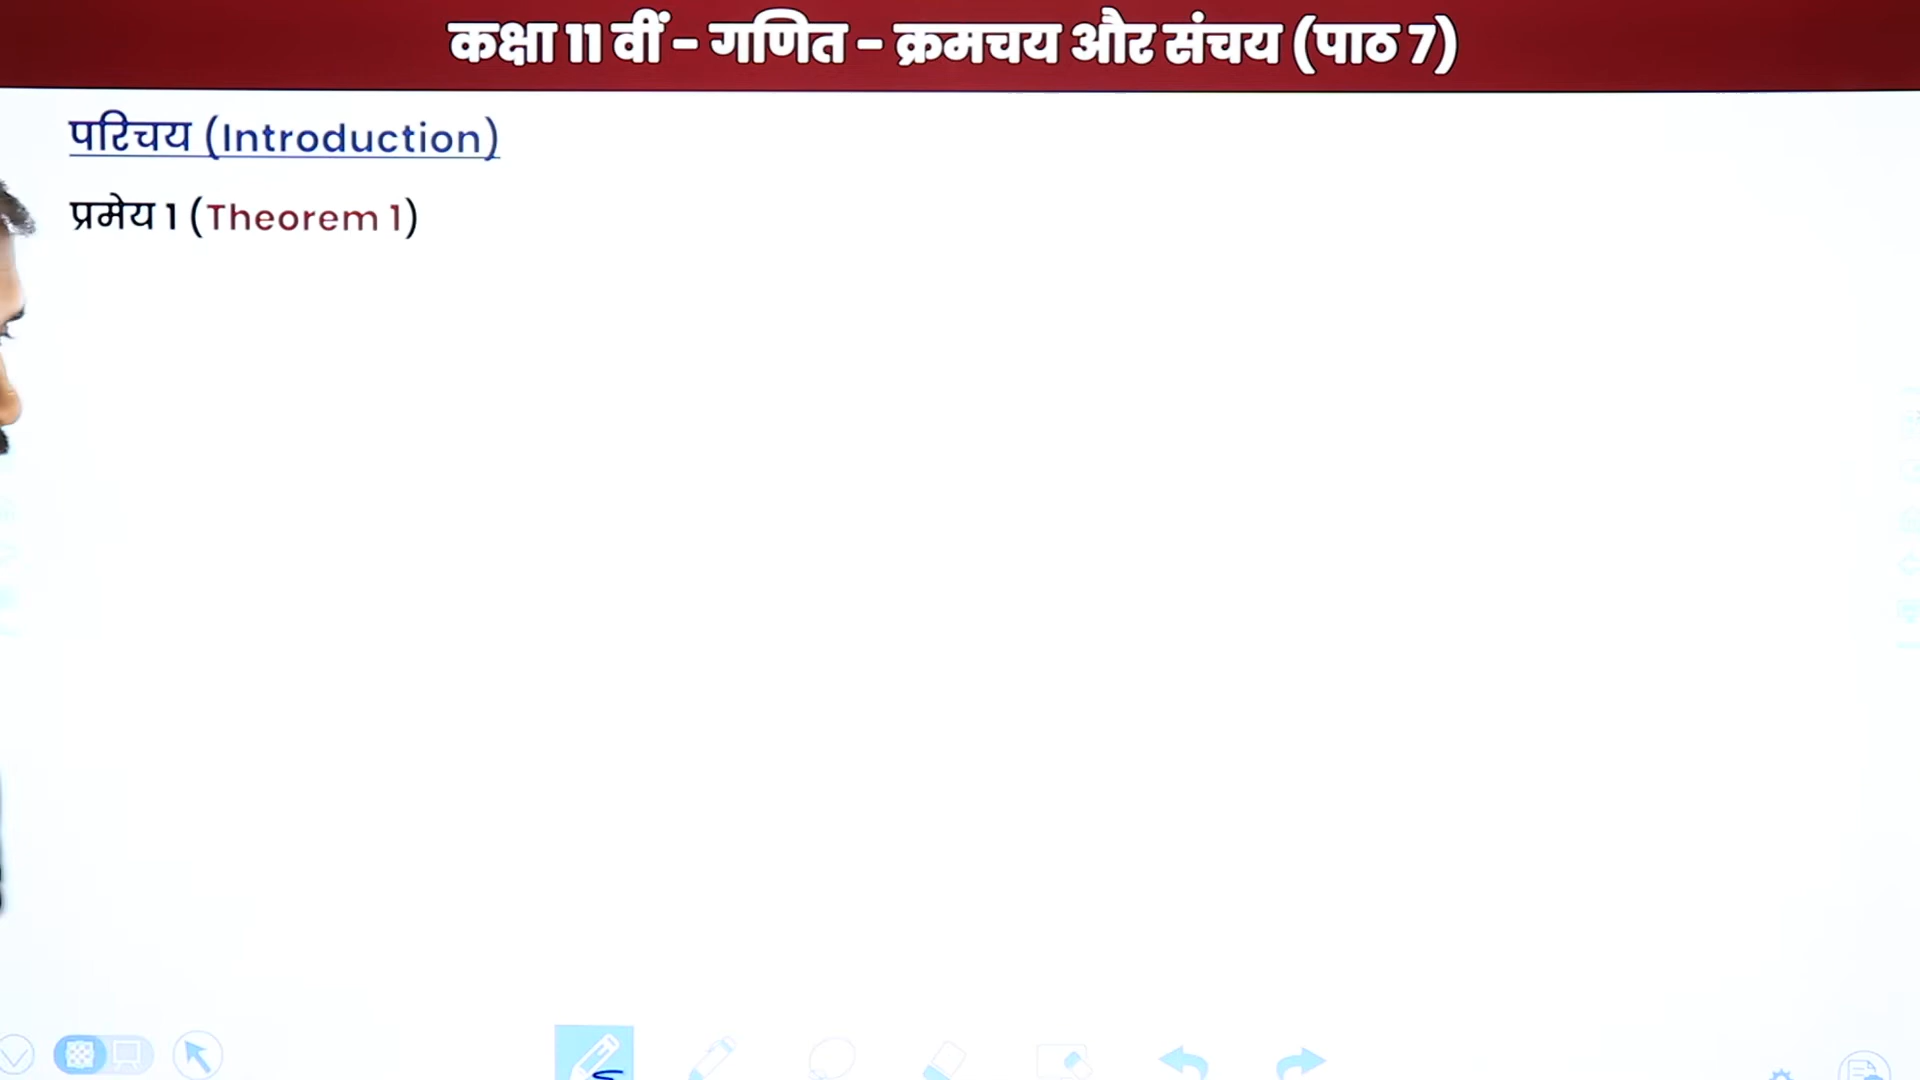 कक्षा 11 वीं - गणित - क्रमचय और संचय (पाठ 7)
परिचय (Introduction)
प्रमेय 1 (Theorem 1)